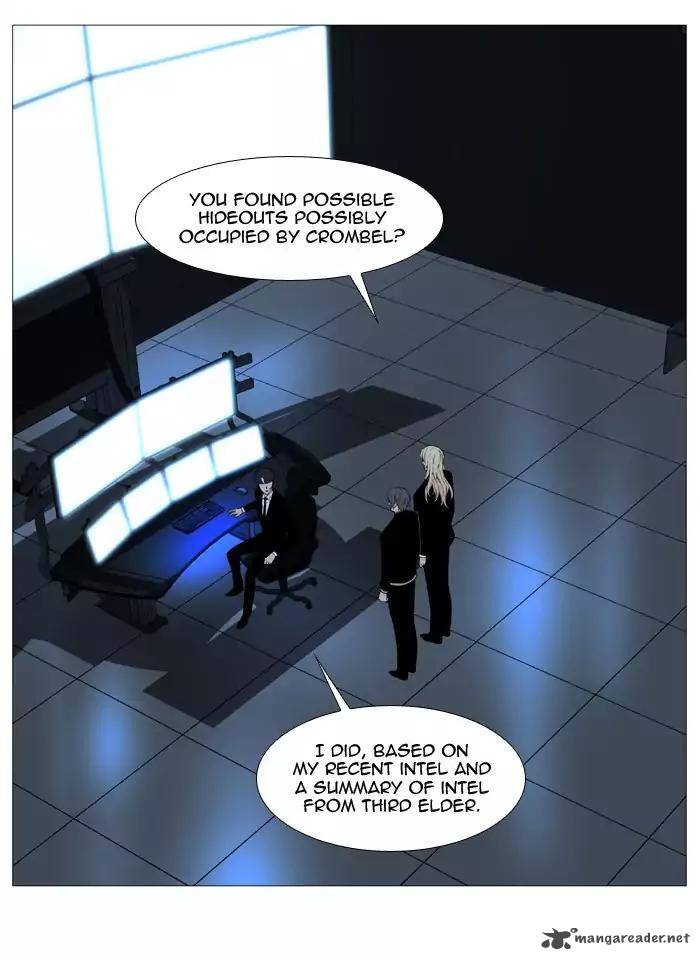 YOU FOUND POSSIBLE
HIDEOUTS POSSIBLY
OCCUPIED BY CROMBEL?
I DID, BASED ON
MY RECENT INTEL AND
A SUMMARY OF INTEL
FROM THIRD ELDER.
mangareader.net